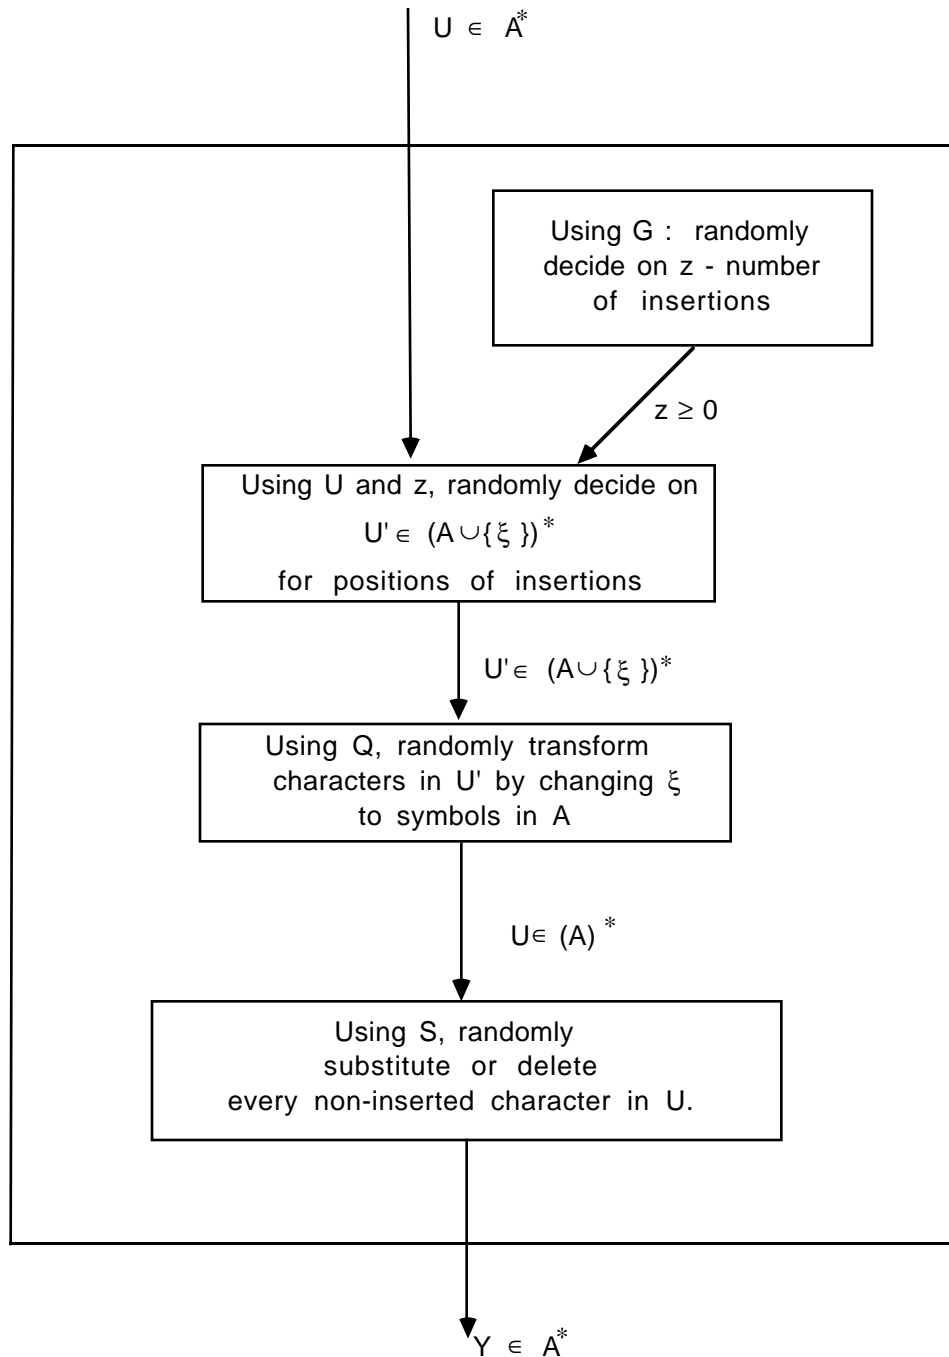 U ∈ A*
Using G : randomly
decide on z - number
of insertions
z ≥ 0
Using U and z, randomly decide on
U' ∈ (A ∪ {ξ })*
for positions of insertions
U' ∈ (A ∪ {ξ })*
Using Q, randomly transform
characters in U' by changing ξ
to symbols in A
U ∈ (A) *
Using S, randomly
substitute or delete
every non-inserted character in U.
Y ∈ A*